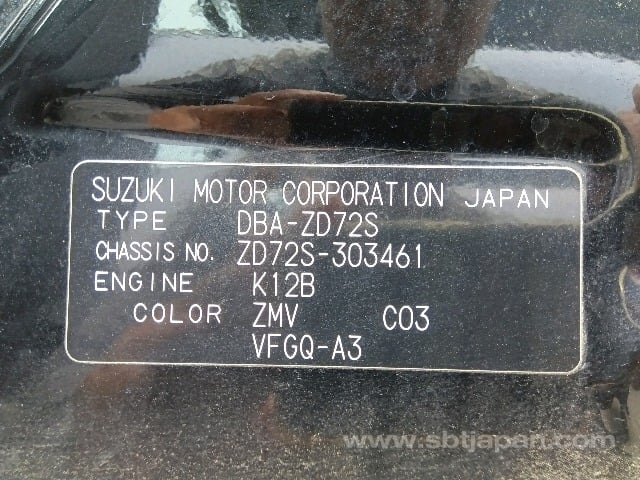 SUZUKI MOTOR CORPORATION JAPAN
TYPE DBA-ZD72S
CHASSIS NO. ZD72S-303461
ENGINE K12B
COLOR ZMV C03
VFGQ-A3
www.sbtjapan.com